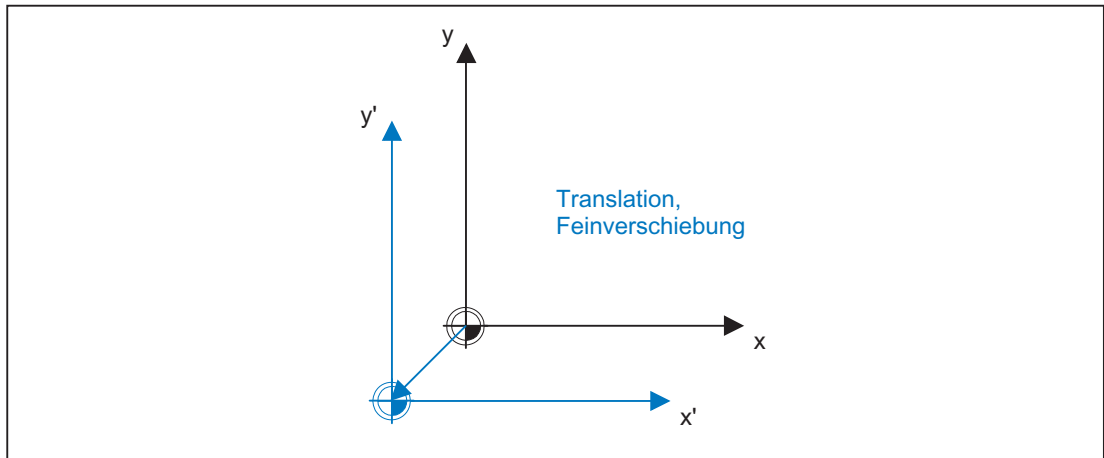 y
y'
Translation,
Feinverschiebung
x
x'